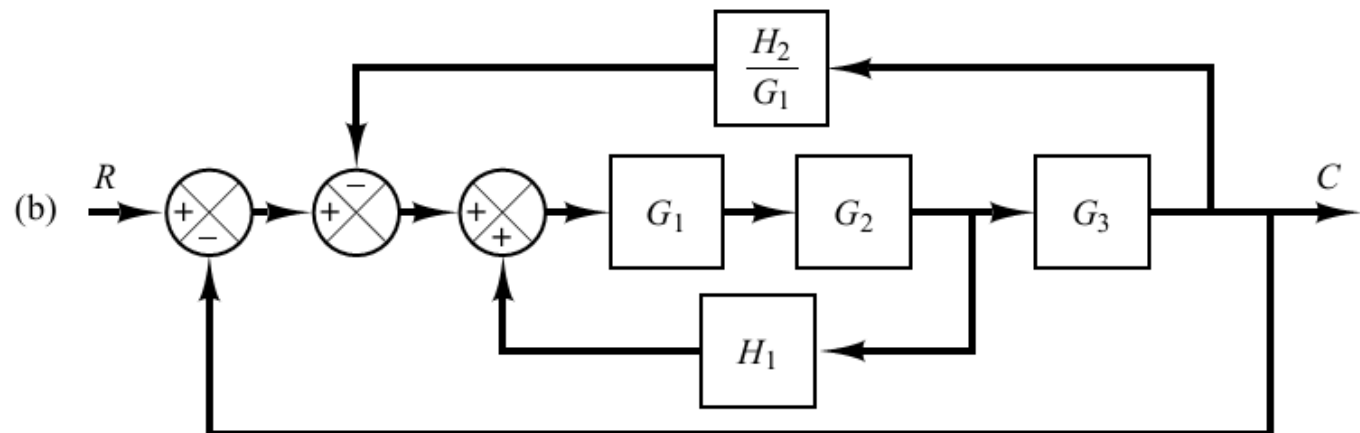 H₂
G₁
(b) R + − + − + + G₁ G₂ G₃ C
H₁